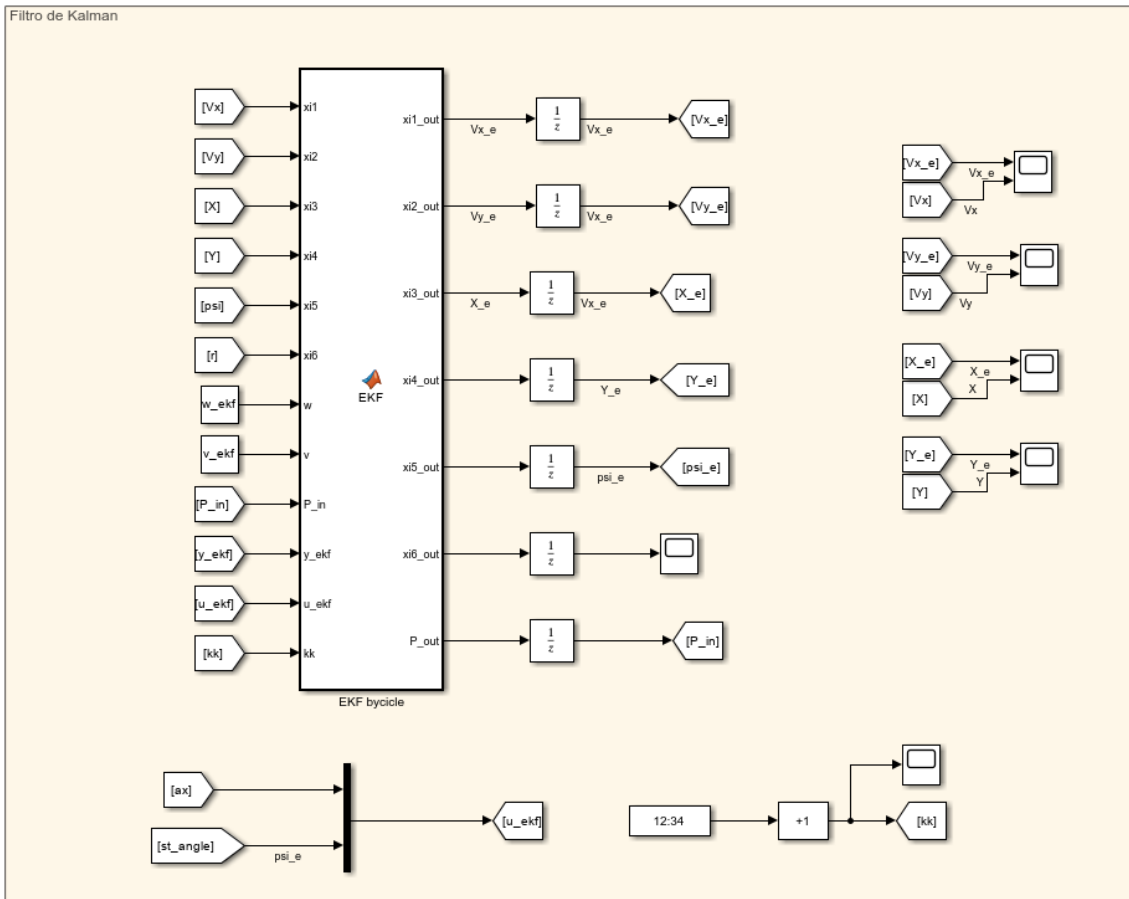 Filtro de Kalman
[Vx]
xi1
[Vy]
xi2
[X]
xi3
[Y]
xi4
[psi]
xi5
[r]
xi6
w_ekf
w
v_ekf
v
[P_in]
P_in
[y_ekf]
y_ekf
[u_ekf]
u_ekf
[kk]
kk
EKF
EKF bycicle
xi1_out
Vx_e
1
z
Vx_e
[Vx_e]
xi2_out
Vy_e
1
z
Vx_e
[Vy_e]
xi3_out
X_e
1
z
Vx_e
[X_e]
xi4_out
1
z
Y_e
[Y_e]
xi5_out
1
z
psi_e
[psi_e]
xi6_out
1
z
P_out
1
z
[P_in]
[Vx_e]
Vx_e
[Vx]
Vx
[Vy_e]
Vy_e
[Vy]
Vy
[X_e]
X_e
[X]
X
[Y_e]
Y_e
[Y]
Y
[ax]
[st_angle]
psi_e
[u_ekf]
12:34
+1
[kk]